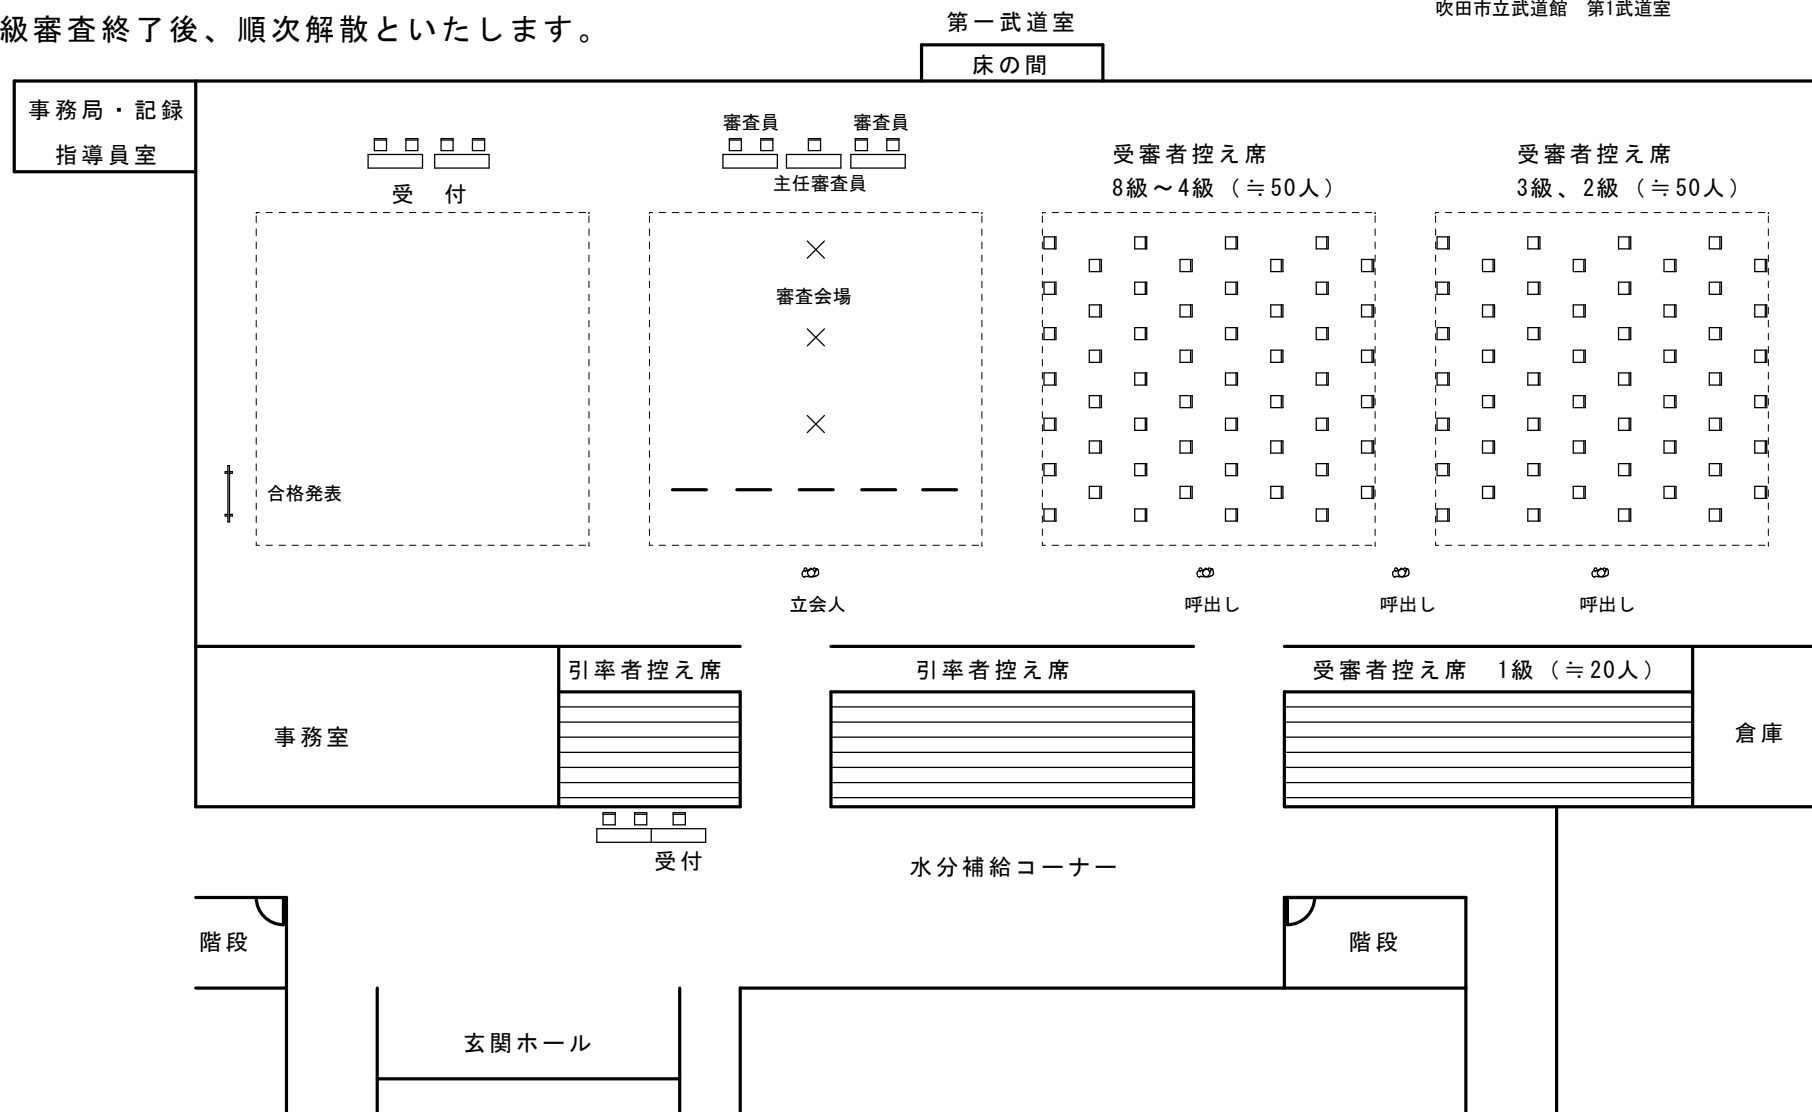 級審査終了後、順次解散といたします。
吹田市立武道館　第1武道室
第一武道室
床の間
事務局・記録
指導員室
受　付
審査員
審査員
主任審査員
受審者控え席
8級～4級（≒50人）
受審者控え席
3級、2級（≒50人）
審査会場
合格発表
立会人
呼出し
呼出し
呼出し
引率者控え席
引率者控え席
受審者控え席　1級（≒20人）
事務室
倉庫
受付
水分補給コーナー
階段
階段
玄関ホール